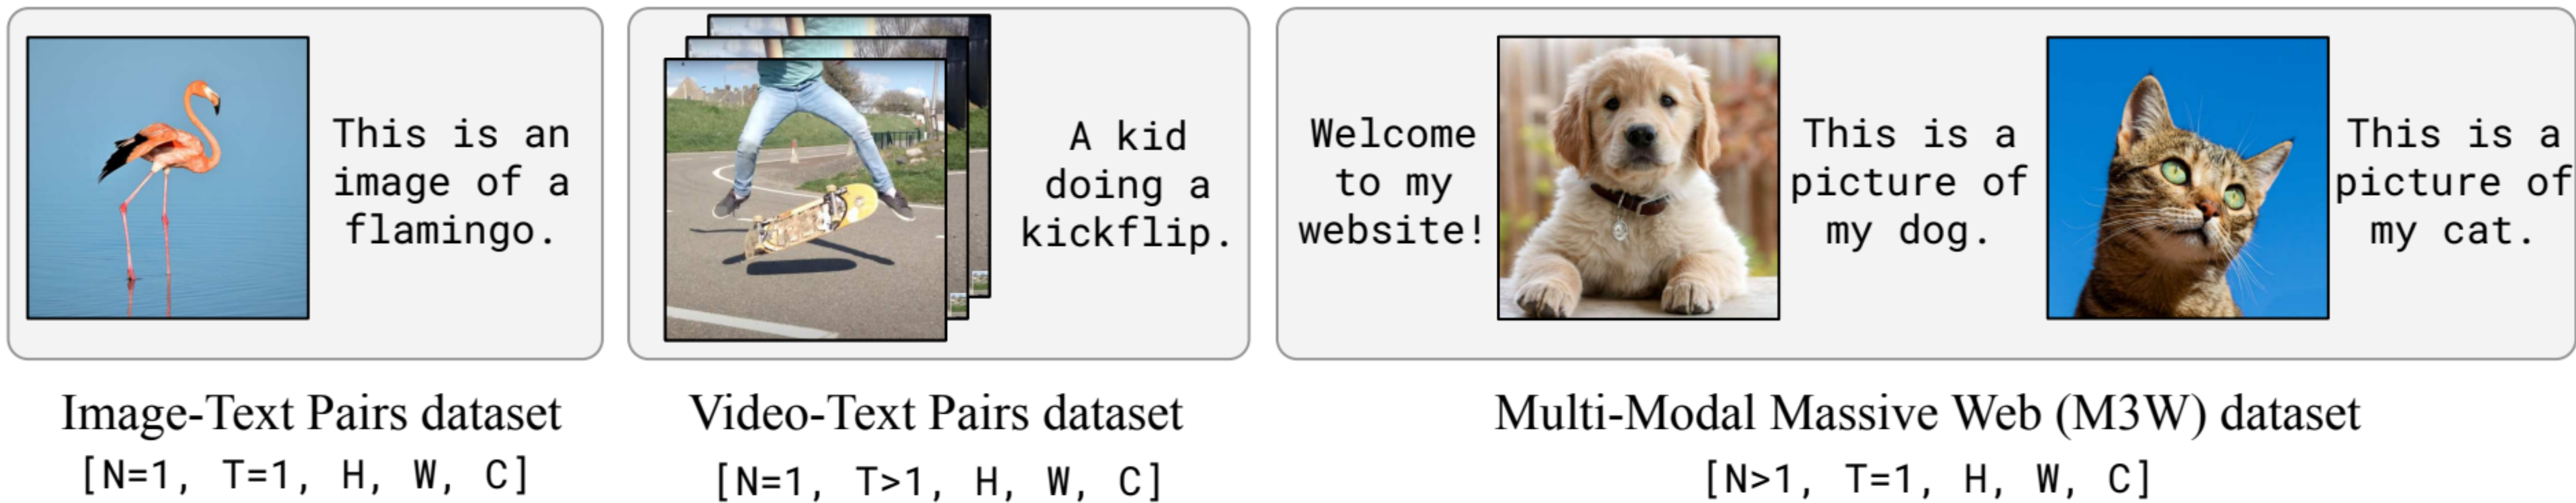 This is an
image of a
flamingo.
A kid
doing a
kickflip.
Welcome
to my
website!
This is a
picture of
my dog.
This is a
picture of
my cat.
Image-Text Pairs dataset
[N=1, T=1, H, W, C]
Video-Text Pairs dataset
[N=1, T>1, H, W, C]
Multi-Modal Massive Web (M3W) dataset
[N>1, T=1, H, W, C]